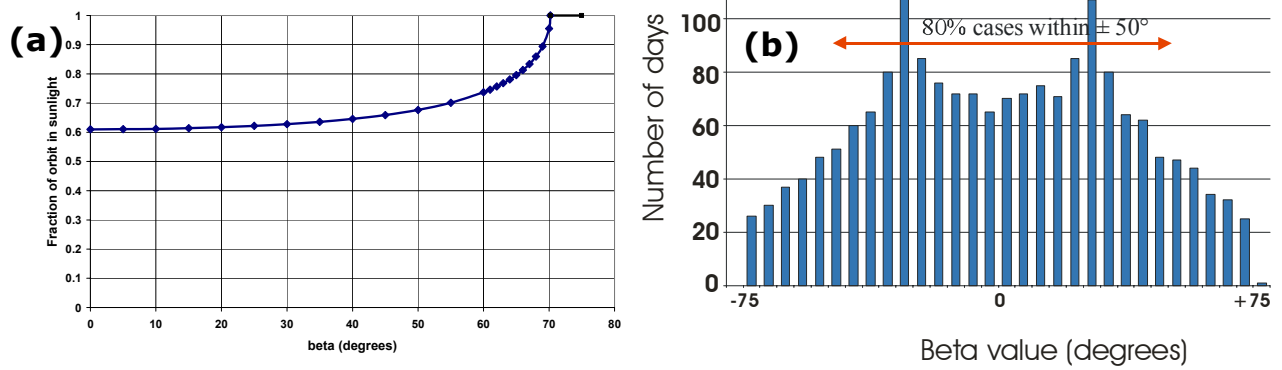 (a)
1
0.9
0.8
0.7
0.6
0.5
0.4
0.3
0.2
0.1
0
Fraction of orbit in sunlight
0 10 20 30 40 50 60 70 80
beta (degrees)
(b)
80% cases within ± 50°
100
80
60
40
20
0
Number of days
-75 0 +75
Beta value (degrees)